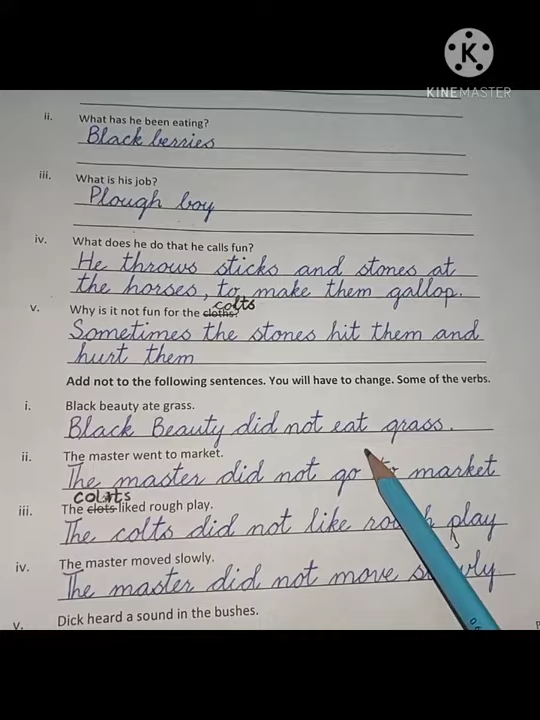 K
KINEMASTER
ii. What has he been eating?
Black berries
iii. What is his job?
Plough boy
iv. What does he do that he calls fun?
He throws sticks and stones at
the horses, to make them gallop.
colts
v. Why is it not fun for the cloths?
Sometimes the stones hit them and
hurt them
Add not to the following sentences. You will have to change. Some of the verbs.
i. Black beauty ate grass.
Black Beauty did not eat grass.
ii. The master went to market.
The master did not go to market
colts
iii. The clots liked rough play.
The colts did not like rough play
iv. The master moved slowly.
The master did not move slowly.
v. Dick heard a sound in the bushes.